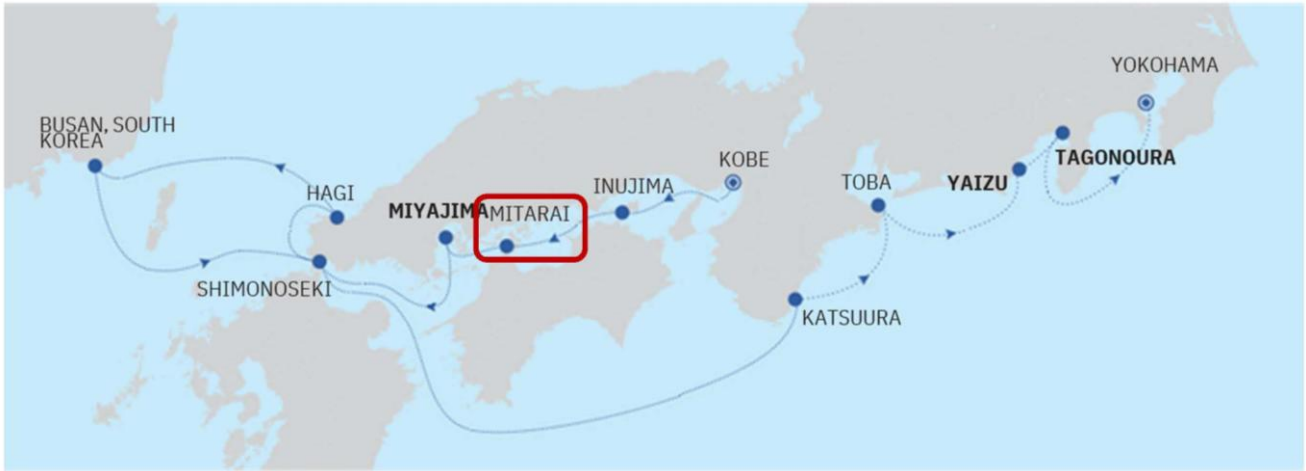 YOKOHAMA
BUSAN, SOUTH
KOREA
TAGONOURA
KOBE
HAGI
INUJIMA
TOBA
YAIZU
MIYAJIMA
MITARAI
SHIMONOSEKI
KATSUURA